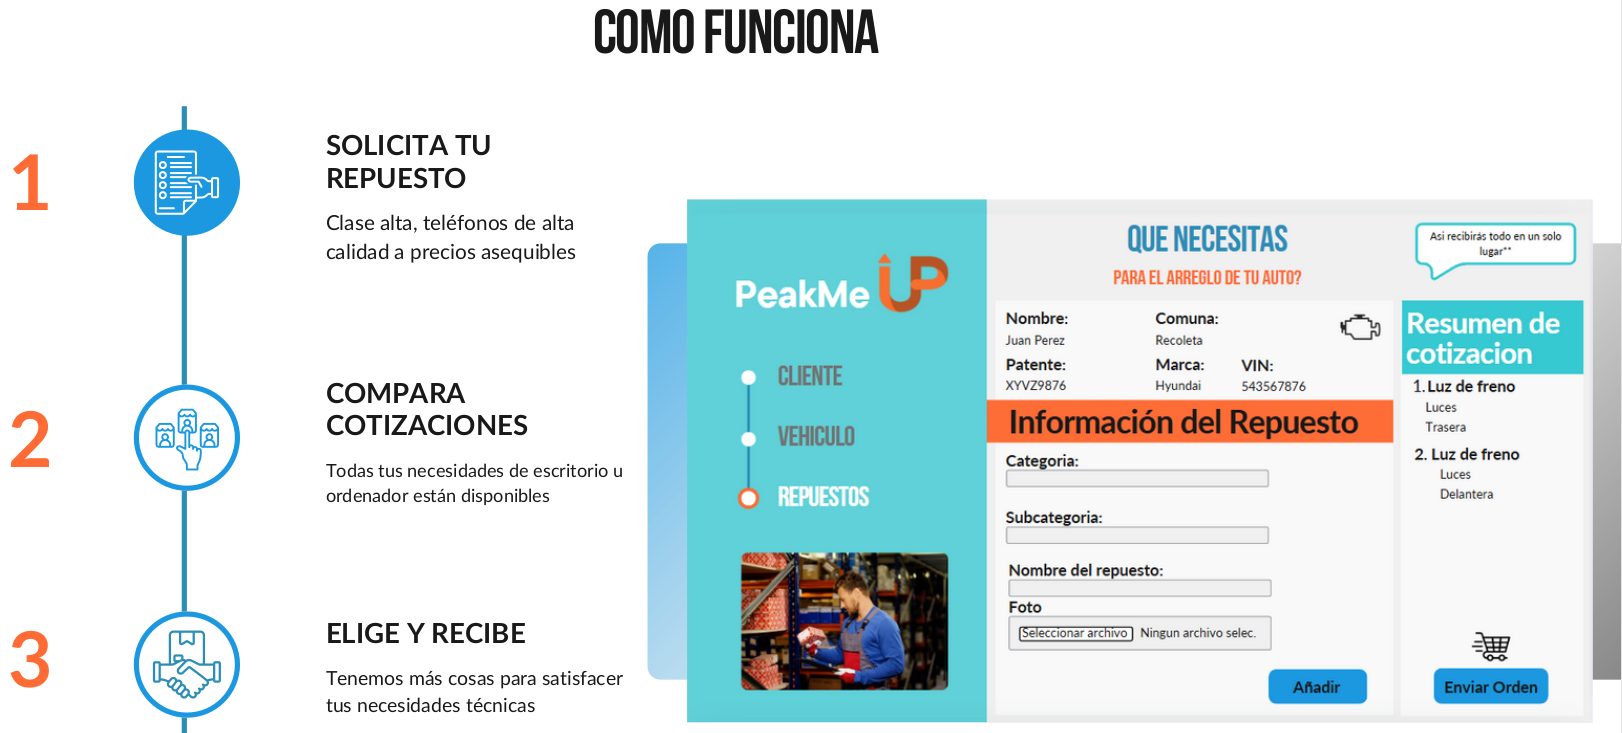 COMO FUNCIONA
1
SOLICITA TU
REPUESTO
Clase alta, teléfonos de alta
calidad a precios asequibles
2
COMPARA
COTIZACIONES
Todas tus necesidades de escritorio u
ordenador están disponibles
3
ELIGE Y RECIBE
Tenemos más cosas para satisfacer
tus necesidades técnicas
PeakMe UP
CLIENTE
VEHICULO
REPUESTOS
QUE NECESITAS
PARA EL ARREGLO DE TU AUTO?
Nombre:
Juan Perez
Comuna:
Recoleta
Patente:
XYVZ9876
Marca:
Hyundai
VIN:
543567876
Información del Repuesto
Categoria:
Subcategoria:
Nombre del repuesto:
Foto
Seleccionar archivo Ningun archivo selec.
Añadir
Asi recibirás todo en un solo
lugar**
Resumen de
cotizacion
1. Luz de freno
Luces
Trasera
2. Luz de freno
Luces
Delantera
Enviar Orden